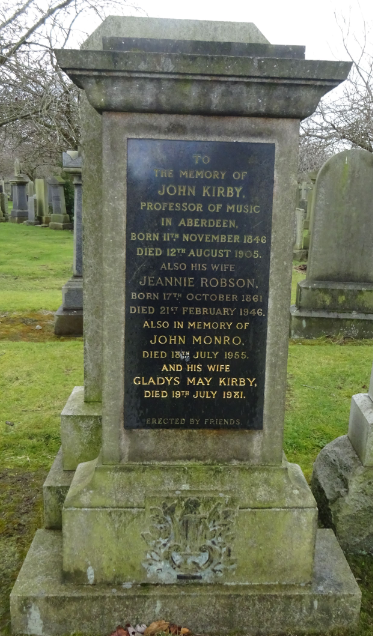 TO
THE MEMORY OF
JOHN KIRBY,
PROFESSOR OF MUSIC
IN ABERDEEN,
BORN 11TH NOVEMBER 1846
DIED 12TH AUGUST 1905.
ALSO HIS WIFE
JEANNIE ROBSON,
BORN 17TH OCTOBER 1861
DIED 21ST FEBRUARY 1946.
ALSO IN MEMORY OF
JOHN MONRO,
DIED 13TH JULY 1955.
AND HIS WIFE
GLADYS MAY KIRBY,
DIED 19TH JULY 1981.
ERECTED BY FRIENDS